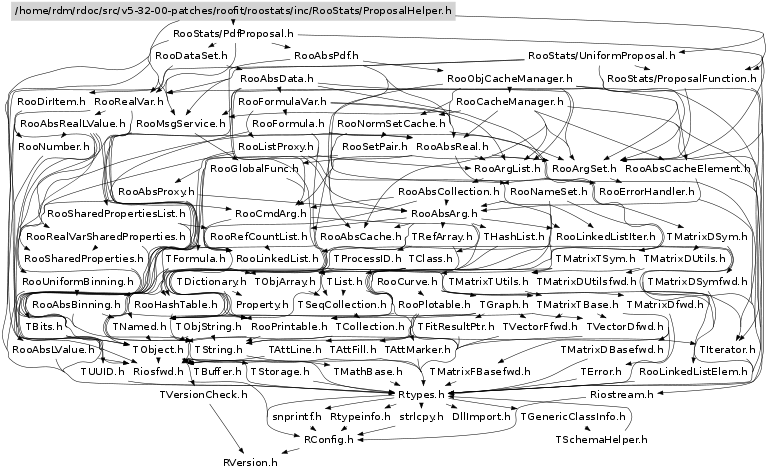 /home/rdm/rdoc/src/v5-32-00-patches/roofit/roostats/inc/RooStats/ProposalHelper.h
RooStats/PdfProposal.h
RooDataSet.h RooAbsPdf.h RooStats/UniformProposal.h
RooAbsData.h RooObjCacheManager.h RooStats/ProposalFunction.h
RooDirItem.h RooRealVar.h RooFormulaVar.h RooCacheManager.h
RooAbsRealLValue.h RooMsgService.h RooFormula.h RooNormSetCache.h
RooNumber.h RooListProxy.h RooSetPair.h RooAbsReal.h
RooGlobalFunc.h RooArgList.h RooArgSet.h RooAbsCacheElement.h
RooAbsProxy.h RooAbsCollection.h RooNameSet.h RooErrorHandler.h
RooSharedPropertiesList.h RooCmdArg.h RooAbsArg.h
RooRealVarSharedProperties.h RooRefCountList.h RooAbsCache.h TRefArray.h THashList.h RooLinkedListIter.h TMatrixDSym.h
RooSharedProperties.h TFormula.h RooLinkedList.h TProcessID.h TClass.h TMatrixTSym.h TMatrixDUtils.h
RooUniformBinning.h TDictionary.h TObjArray.h TList.h RooCurve.h TMatrixTUtils.h TMatrixDUtilsfwd.h TMatrixDSymfwd.h
RooAbsBinning.h RooHashTable.h Property.h TSeqCollection.h RooPlotable.h TGraph.h TMatrixTBase.h TMatrixDfwd.h
TBits.h TNamed.h TObjString.h RooPrintable.h TCollection.h TFitResultPtr.h TVectorFfwd.h TVectorDfwd.h
RooAbsLValue.h TObject.h TString.h TAttLine.h TAttFill.h TAttMarker.h TMatrixDBasefwd.h TIterator.h
TUUID.h Riosfwd.h TBuffer.h TStorage.h TMathBase.h TMatrixFBasefwd.h TError.h RooLinkedListElem.h
TVersionCheck.h Rtypes.h Riostream.h
snprintf.h Rtypeinfo.h strlcpy.h DllImport.h TGenericClassInfo.h
RConfig.h TSchemaHelper.h
RVersion.h